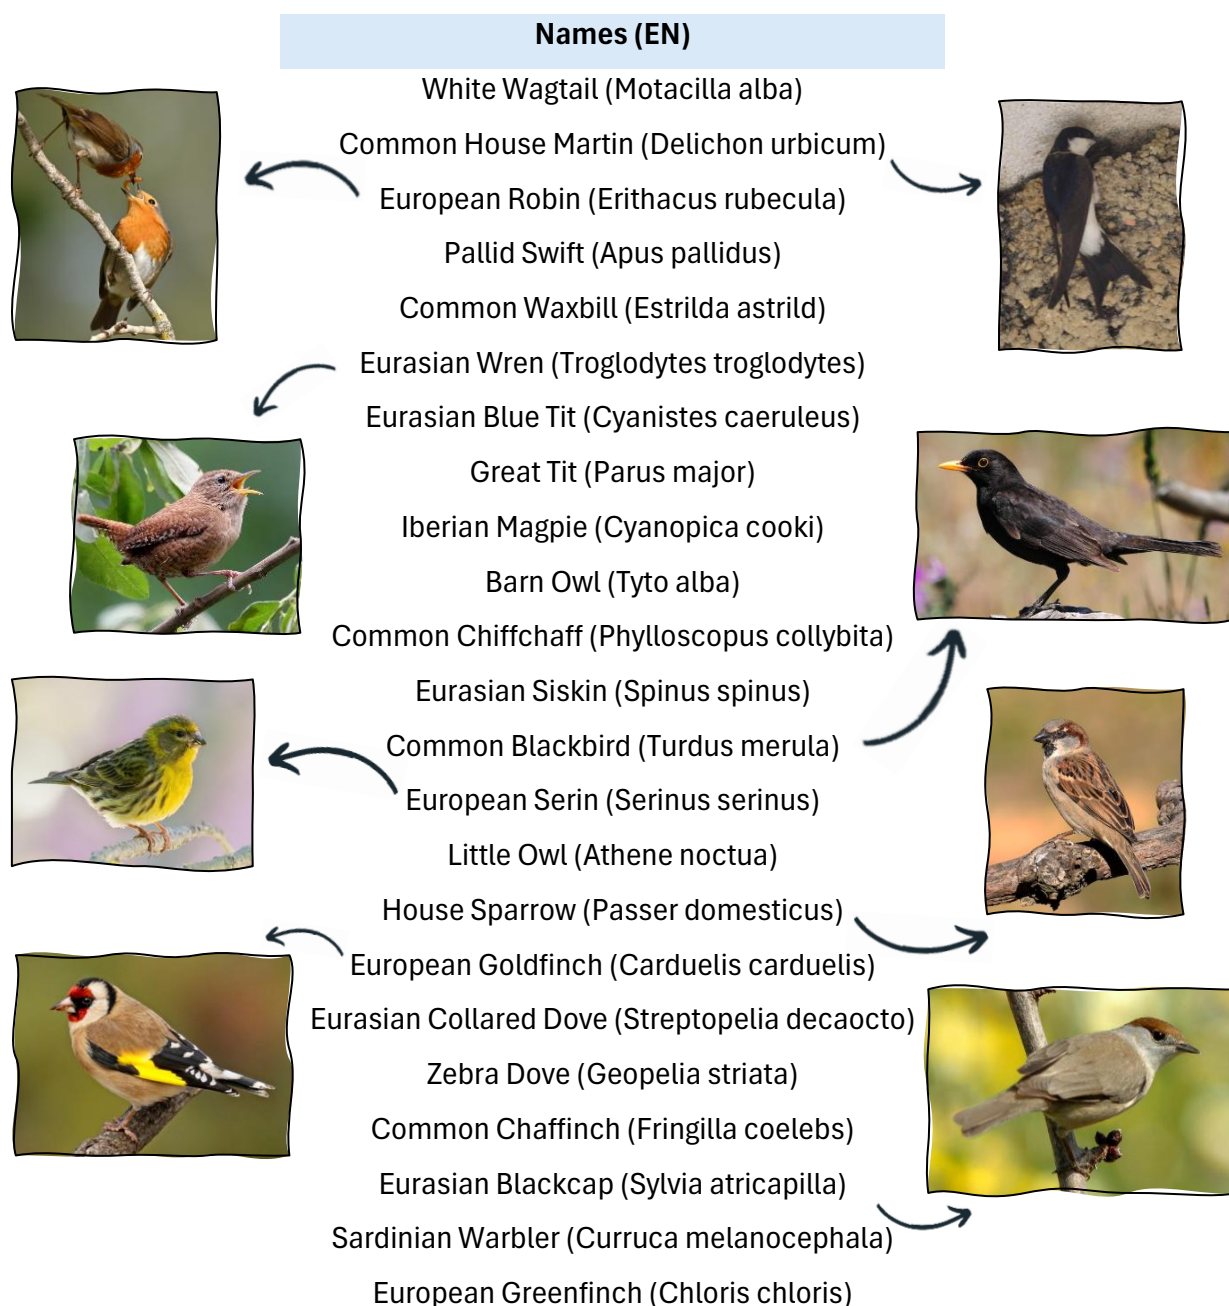 Names (EN)
White Wagtail (Motacilla alba)
Common House Martin (Delichon urbicum)
European Robin (Erithacus rubecula)
Pallid Swift (Apus pallidus)
Common Waxbill (Estrilda astrild)
Eurasian Wren (Troglodytes troglodytes)
Eurasian Blue Tit (Cyanistes caeruleus)
Great Tit (Parus major)
Iberian Magpie (Cyanopica cooki)
Barn Owl (Tyto alba)
Common Chiffchaff (Phylloscopus collybita)
Eurasian Siskin (Spinus spinus)
Common Blackbird (Turdus merula)
European Serin (Serinus serinus)
Little Owl (Athene noctua)
House Sparrow (Passer domesticus)
European Goldfinch (Carduelis carduelis)
Eurasian Collared Dove (Streptopelia decaocto)
Zebra Dove (Geopelia striata)
Common Chaffinch (Fringilla coelebs)
Eurasian Blackcap (Sylvia atricapilla)
Sardinian Warbler (Curruca melanocephala)
European Greenfinch (Chloris chloris)